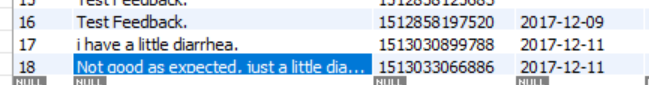 16 Test Feedback. 1512858197520 2017-12-09
17 i have a little diarrhea. 1513030899788 2017-12-11
18 Not good as expected, just a little dia... 1513033066886 2017-12-11
NULL NULL NULL NULL